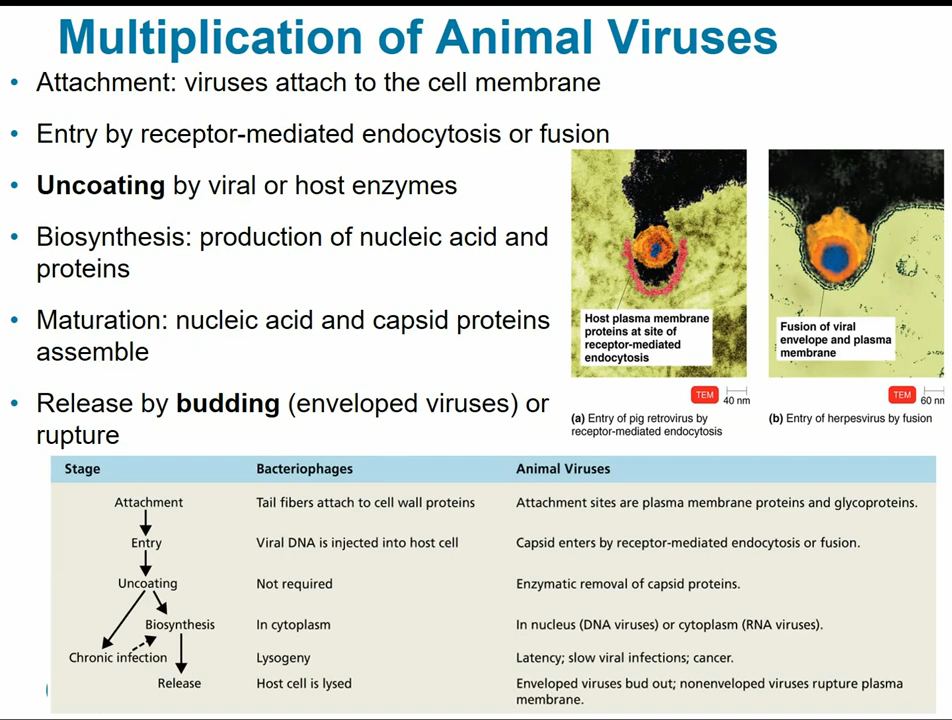 Multiplication of Animal Viruses
• Attachment: viruses attach to the cell membrane
• Entry by receptor-mediated endocytosis or fusion
• Uncoating by viral or host enzymes
• Biosynthesis: production of nucleic acid and
proteins
• Maturation: nucleic acid and capsid proteins
assemble
• Release by budding (enveloped viruses) or
rupture
Host plasma membrane
proteins at site of
receptor-mediated
endocytosis
TEM
40 nm
(a) Entry of pig retrovirus by
receptor-mediated endocytosis
Fusion of viral
envelope and plasma
membrane
TEM
60 nm
(b) Entry of herpesvirus by fusion
Stage Bacteriophages Animal Viruses
Attachment Tail fibers attach to cell wall proteins Attachment sites are plasma membrane proteins and glycoproteins.
Entry Viral DNA is injected into host cell Capsid enters by receptor-mediated endocytosis or fusion.
Uncoating Not required Enzymatic removal of capsid proteins.
Biosynthesis In cytoplasm In nucleus (DNA viruses) or cytoplasm (RNA viruses).
Chronic infection Lysogeny Latency; slow viral infections; cancer.
Release Host cell is lysed Enveloped viruses bud out; nonenveloped viruses rupture plasma
membrane.